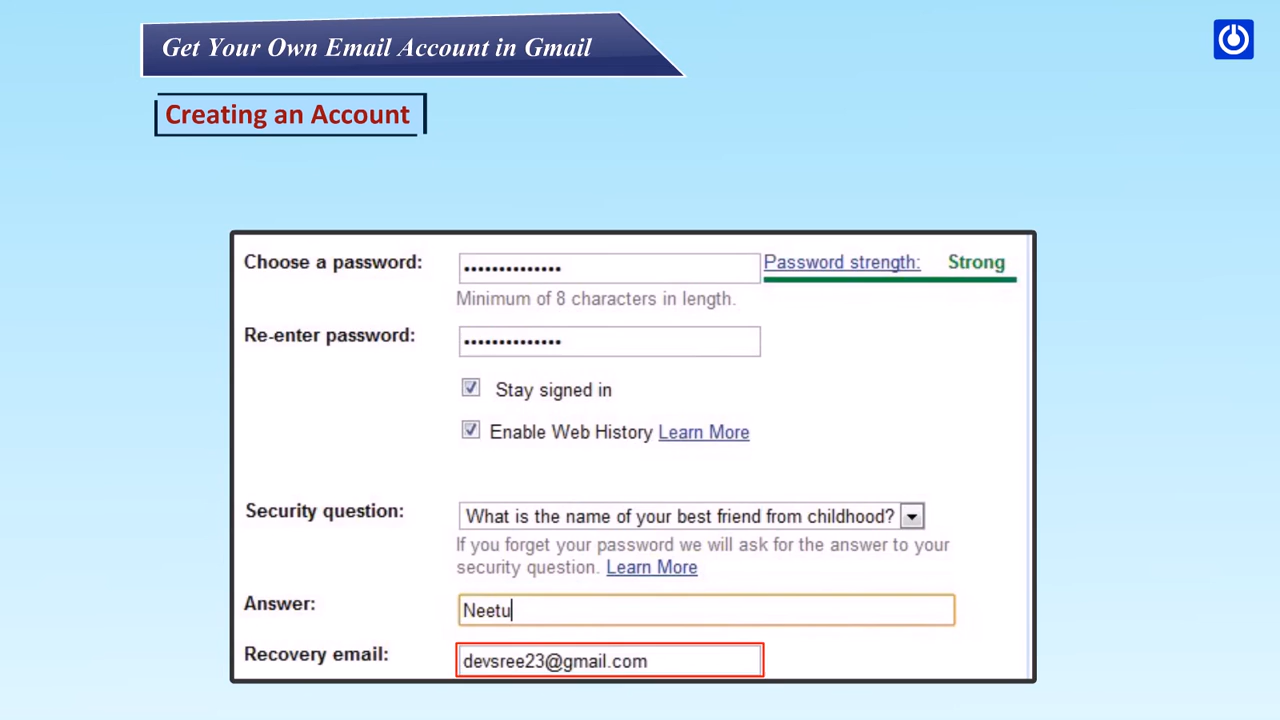 Get Your Own Email Account in Gmail
Creating an Account
Choose a password: •••••••••••••• Password strength: Strong
Minimum of 8 characters in length.
Re-enter password: ••••••••••••••
Stay signed in
Enable Web History Learn More
Security question: What is the name of your best friend from childhood?
If you forget your password we will ask for the answer to your
security question. Learn More
Answer: Neetu
Recovery email: devsree23@gmail.com